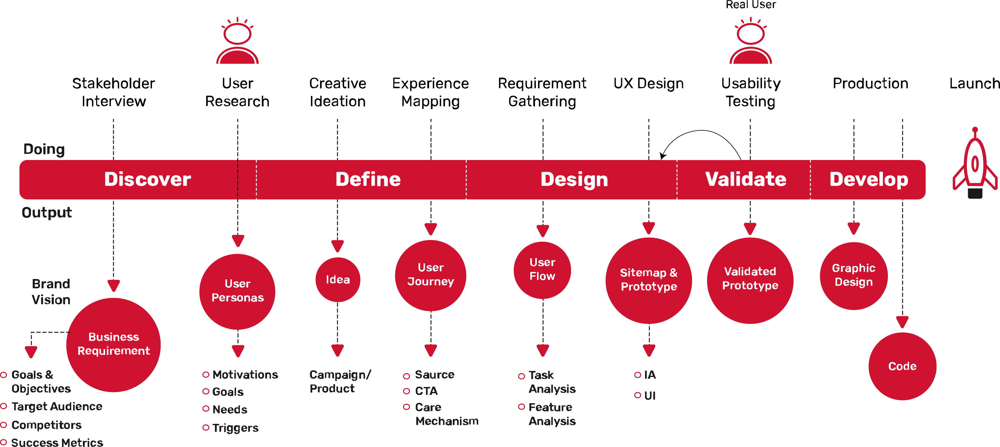 Real User
Stakeholder
Interview
User
Research
Creative
Ideation
Experience
Mapping
Requirement
Gathering
UX Design
Usability
Testing
Production
Launch
Doing
Discover
Define
Design
Validate
Develop
Output
Brand
Vision
Business
Requirement
Goals &
Objectives
Target Audience
Competitors
Success Metrics
User
Personas
Motivations
Goals
Needs
Triggers
Idea
Campaign/
Product
User
Journey
Saurce
CTA
Care
Mechanism
User
Flow
Task
Analysis
Feature
Analysis
Sitemap &
Prototype
IA
UI
Validated
Prototype
Graphic
Design
Code